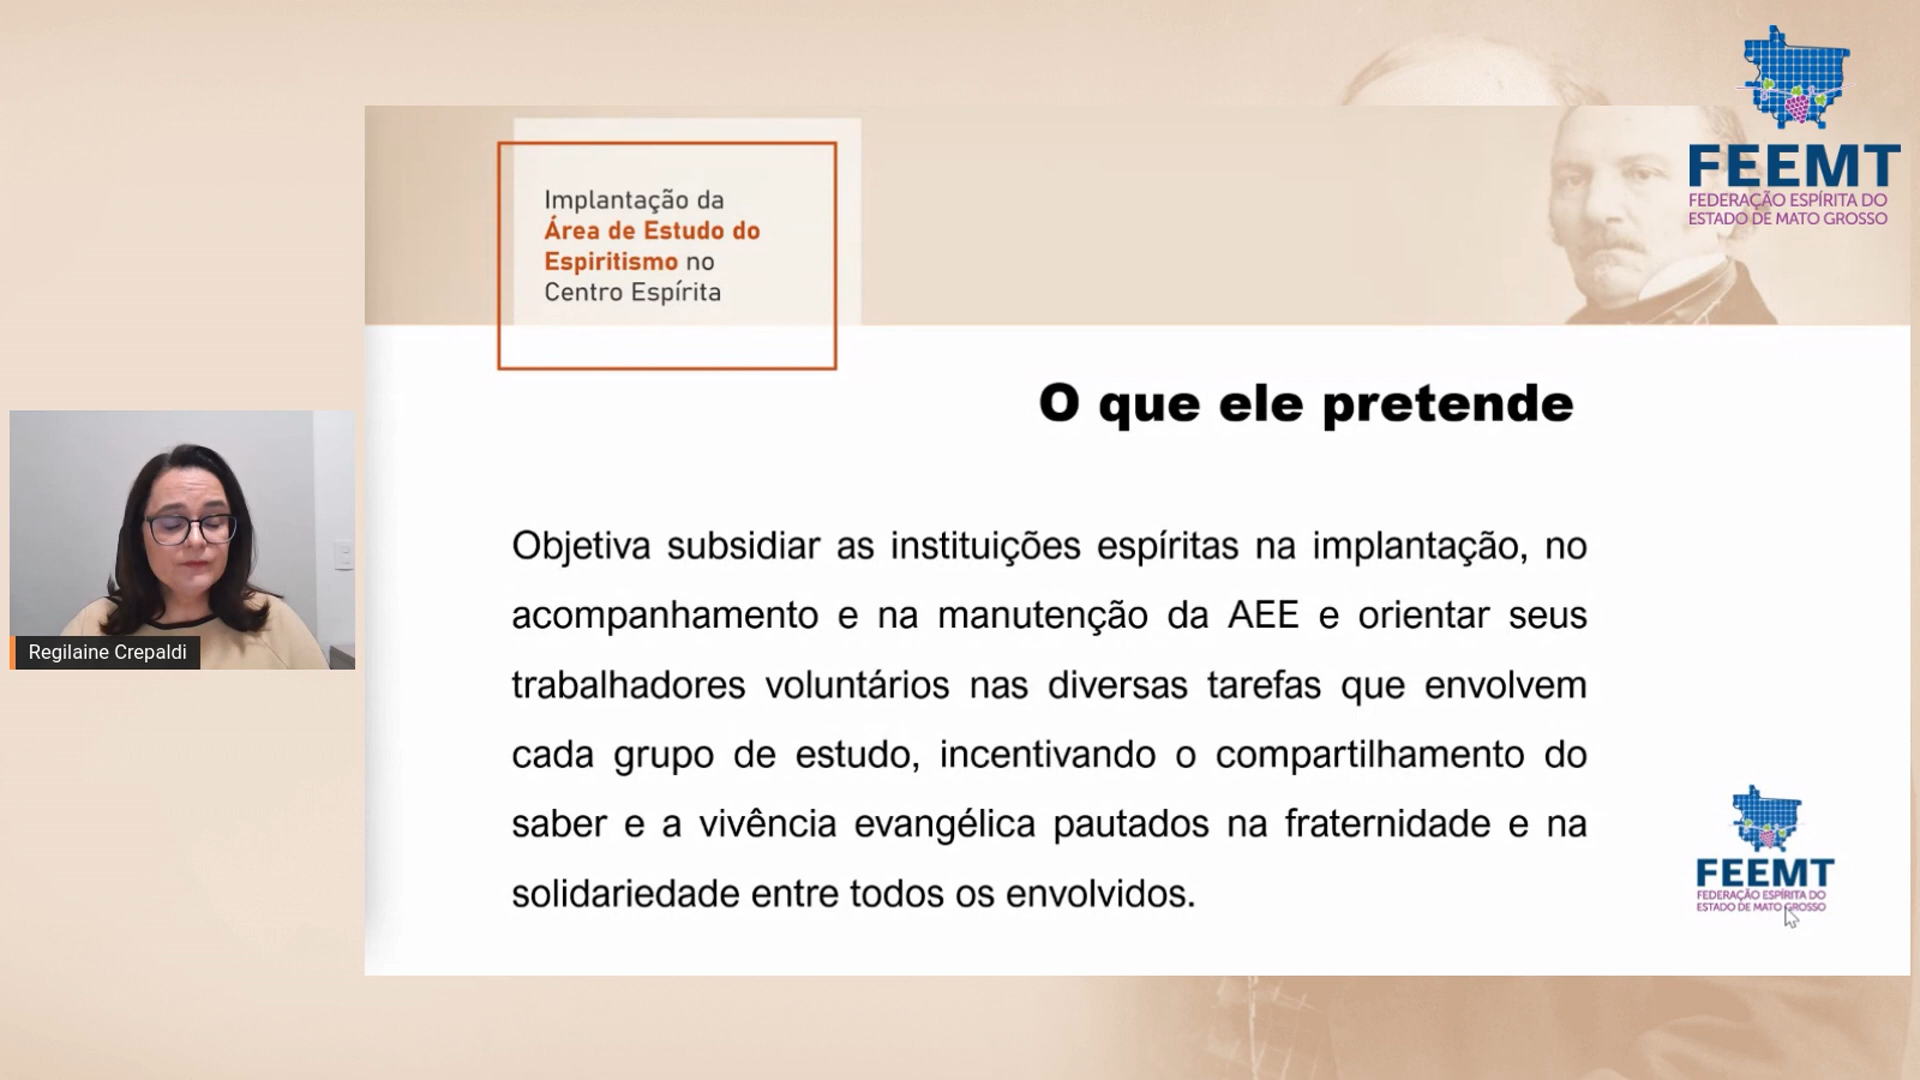 FEEMT
FEDERAÇÃO ESPÍRITA DO
ESTADO DE MATO GROSSO
Implantação da
Área de Estudo do
Espiritismo no
Centro Espírita
O que ele pretende
Objetiva subsidiar as instituições espíritas na implantação, no
acompanhamento e na manutenção da AEE e orientar seus
trabalhadores voluntários nas diversas tarefas que envolvem
cada grupo de estudo, incentivando o compartilhamento do
saber e a vivência evangélica pautados na fraternidade e na
solidariedade entre todos os envolvidos.
Regilaine Crepaldi
FEEMT
FEDERAÇÃO ESPÍRITA DO
ESTADO DE MATO GROSSO